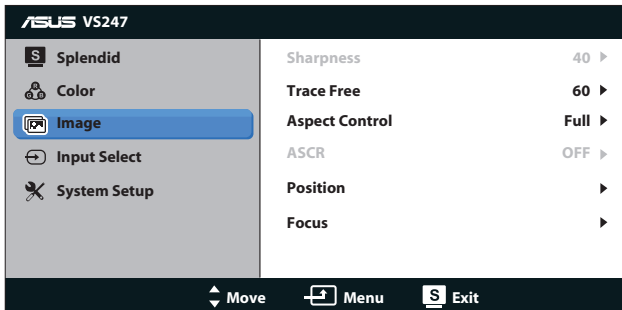 ASUS VS247
S Splendid
Color
Image
Input Select
System Setup
Sharpness 40
Trace Free 60
Aspect Control Full
ASCR OFF
Position
Focus
Move Menu S Exit